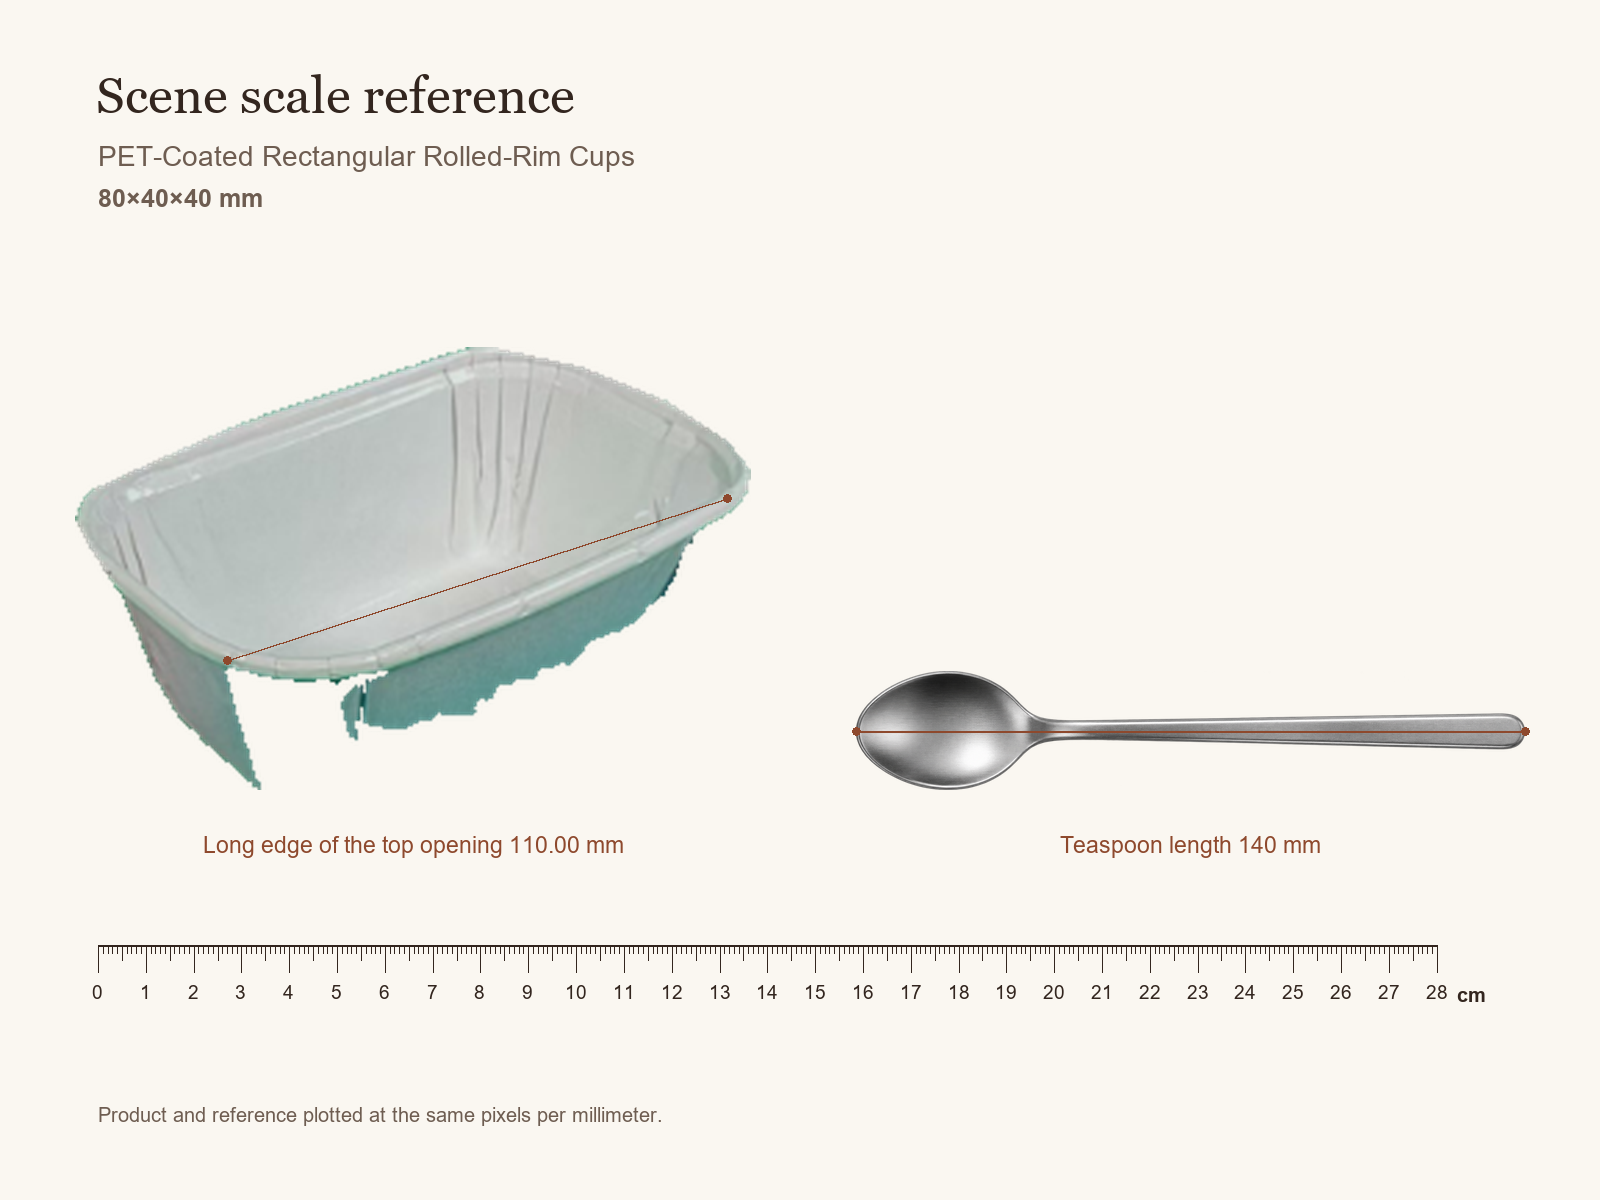 Scene scale reference
PET-Coated Rectangular Rolled-Rim Cups
80×40×40 mm
Long edge of the top opening 110.00 mm
Teaspoon length 140 mm
0 1 2 3 4 5 6 7 8 9 10 11 12 13 14 15 16 17 18 19 20 21 22 23 24 25 26 27 28 cm
Product and reference plotted at the same pixels per millimeter.